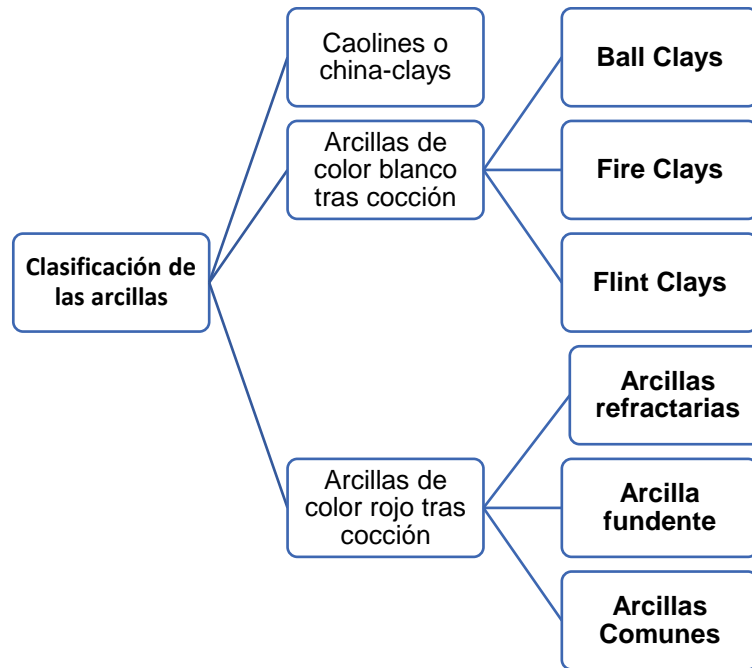 Clasificación de
las arcillas
Caolines o
china-clays
Arcillas de
color blanco
tras cocción
Ball Clays
Fire Clays
Flint Clays
Arcillas de
color rojo tras
cocción
Arcillas
refractarias
Arcilla
fundente
Arcillas
Comunes